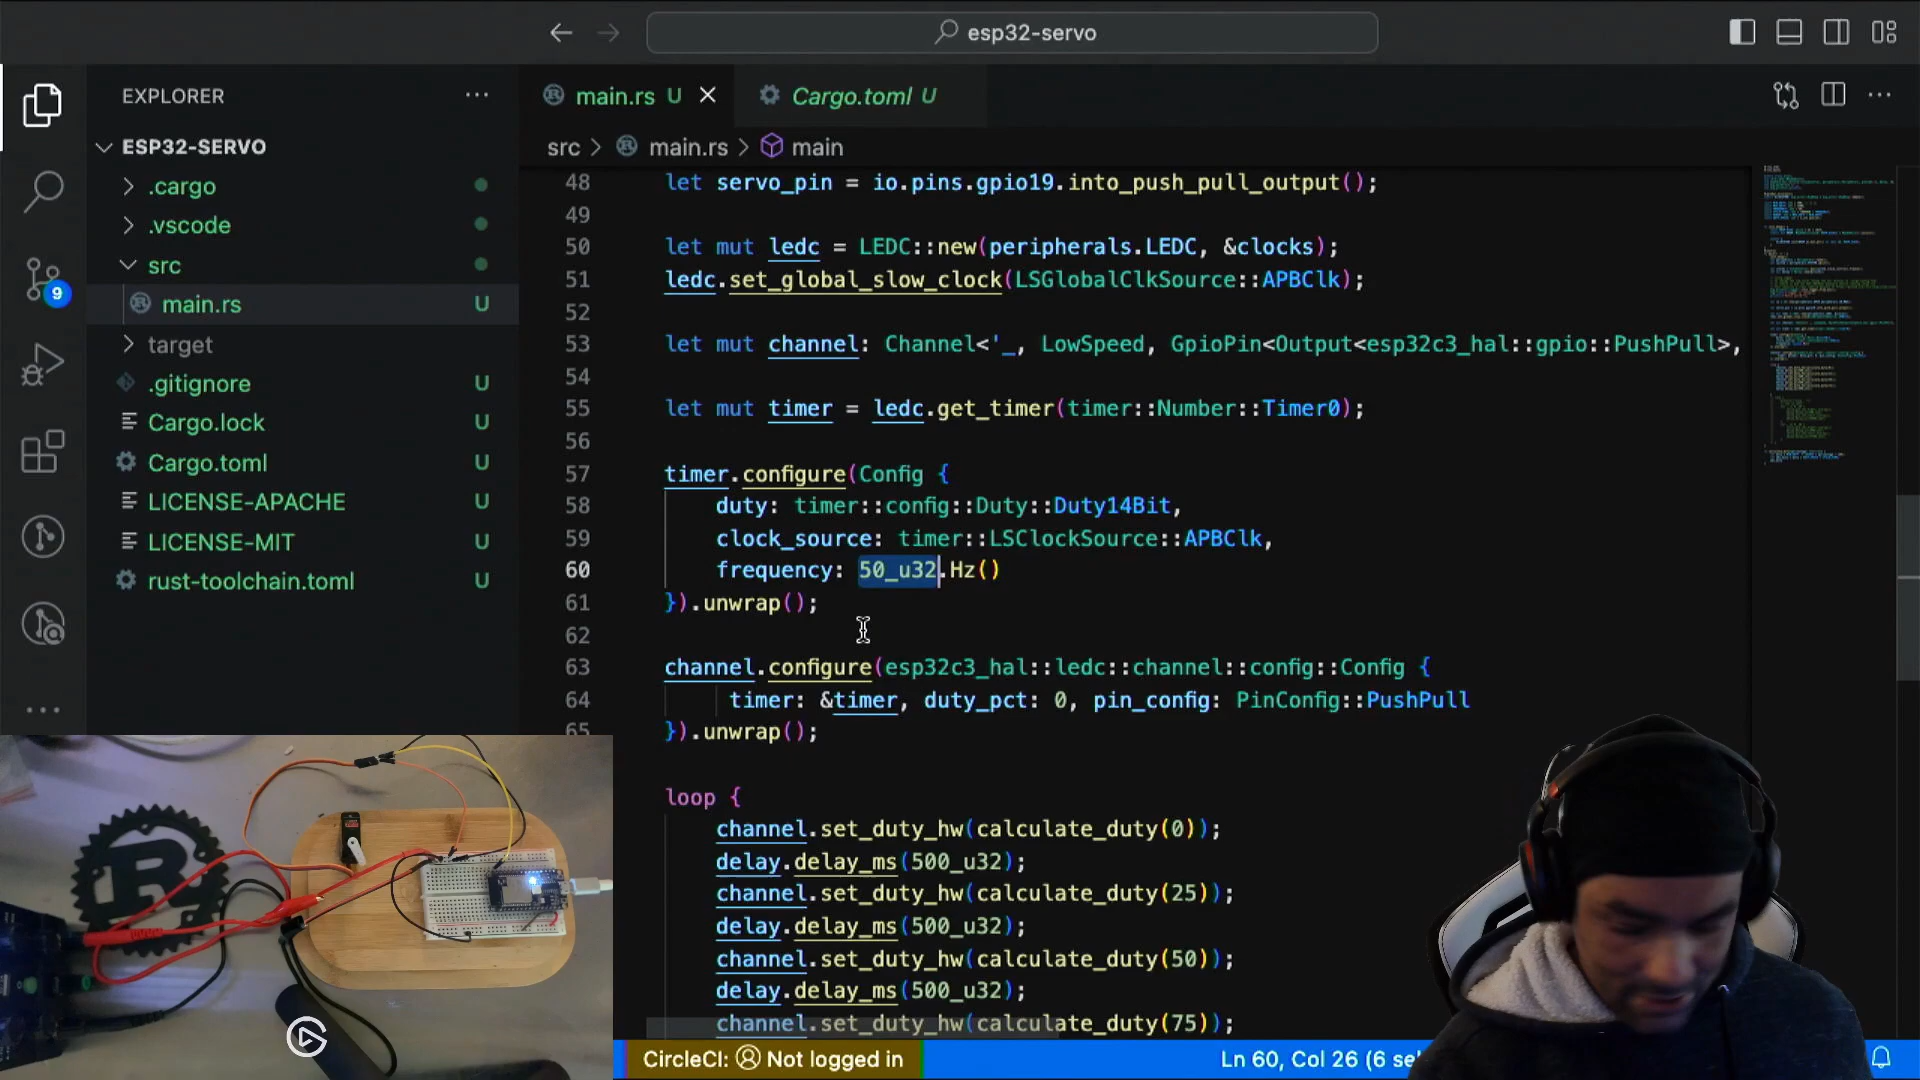 esp32-servo
EXPLORER
main.rs U
Cargo.toml U
ESP32-SERVO
src > main.rs > main
.cargo
.vscode
src
main.rs U
target
.gitignore U
Cargo.lock U
Cargo.toml U
LICENSE-APACHE U
LICENSE-MIT U
rust-toolchain.toml U
9
48 let servo_pin = io.pins.gpio19.into_push_pull_output();
49
50 let mut ledc = LEDC::new(peripherals.LEDC, &clocks);
51 ledc.set_global_slow_clock(LSGlobalClkSource::APBClk);
52
53 let mut channel: Channel<'_, LowSpeed, GpioPin<Output<esp32c3_hal::gpio::PushPull>,
54
55 let mut timer = ledc.get_timer(timer::Number::Timer0);
56
57 timer.configure(Config {
58 duty: timer::config::Duty::Duty14Bit,
59 clock_source: timer::LSClockSource::APBClk,
60 frequency: 50_u32.Hz()
61 }).unwrap();
62
63 channel.configure(esp32c3_hal::ledc::channel::config::Config {
64 timer: &timer, duty_pct: 0, pin_config: PinConfig::PushPull
65 }).unwrap();
loop {
channel.set_duty_hw(calculate_duty(0));
delay.delay_ms(500_u32);
channel.set_duty_hw(calculate_duty(25));
delay.delay_ms(500_u32);
channel.set_duty_hw(calculate_duty(50));
delay.delay_ms(500_u32);
channel.set_duty_hw(calculate_duty(75));
CircleCI: Not logged in
Ln 60, Col 26 (6 se